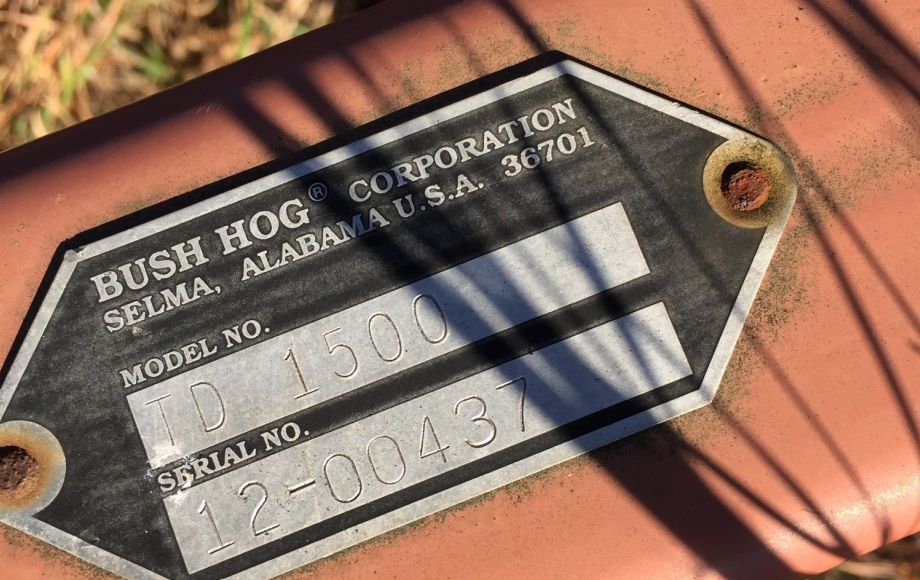 BUSH HOG® CORPORATION
SELMA, ALABAMA U.S.A. 36701
MODEL NO.
TD 1500
SERIAL NO.
12-00437